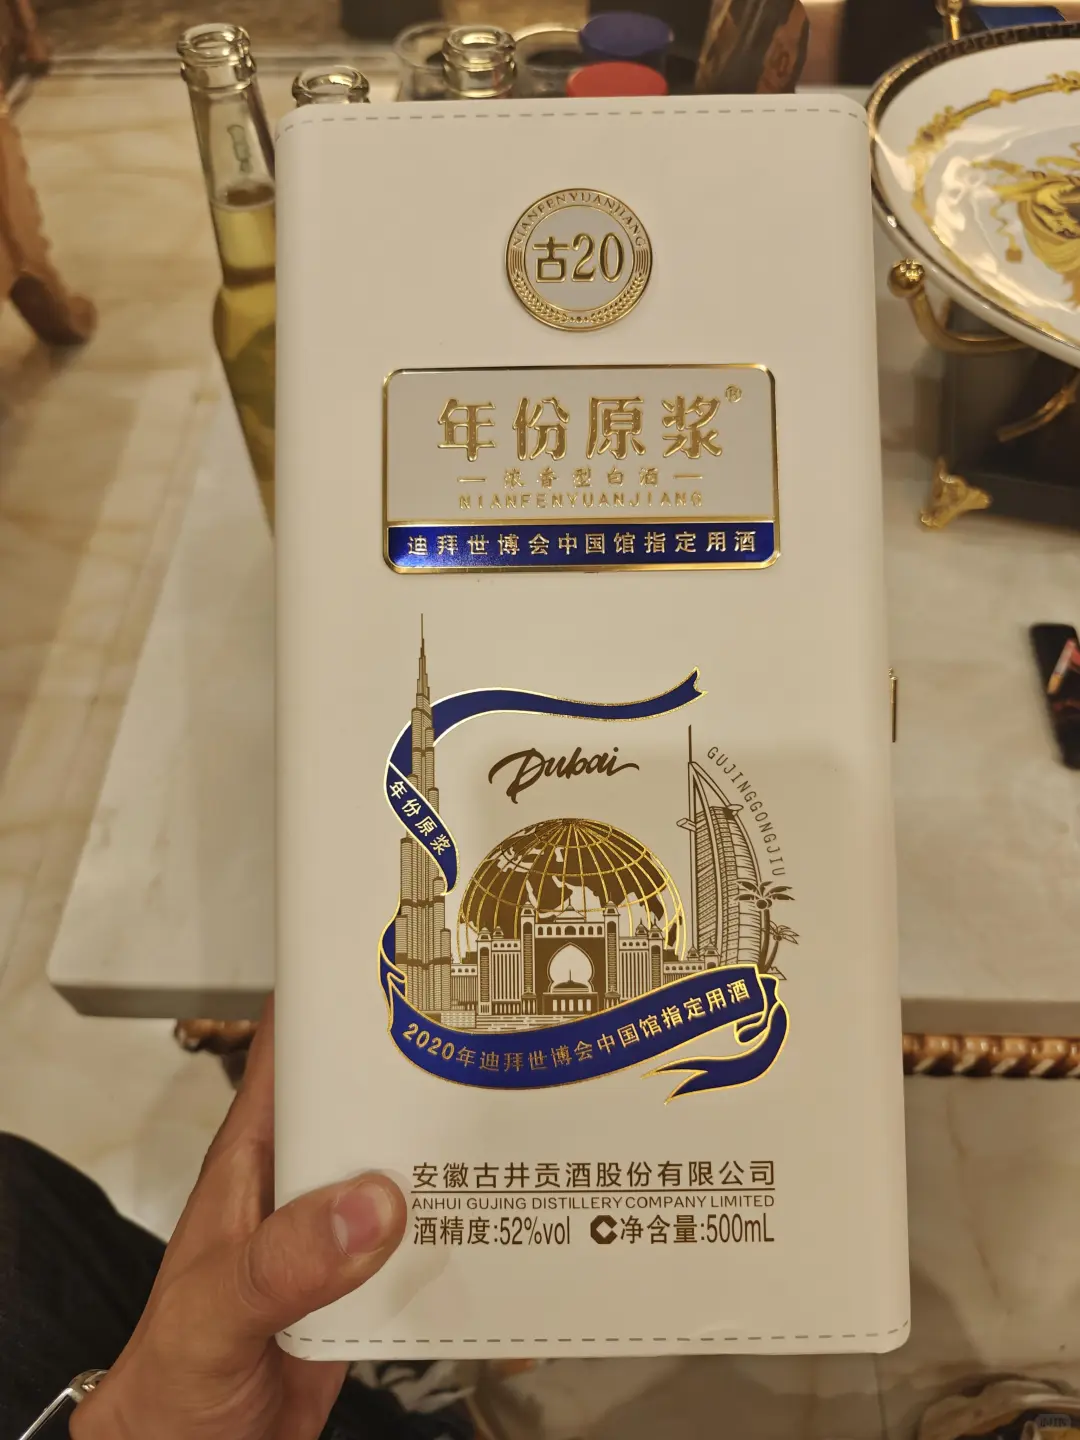 NIANFENYUANJIANG
古20
年份原浆®
浓香型白酒
NIANFENYUANJIANG
迪拜世博会中国馆指定用酒
Dubai
GUJINGGONGJIU
年份原浆
2020年迪拜世博会中国馆指定用酒
安徽古井贡酒股份有限公司
ANHUI GUJING DISTILLERY COMPANY LIMITED
酒精度:52%vol C净含量:500mL